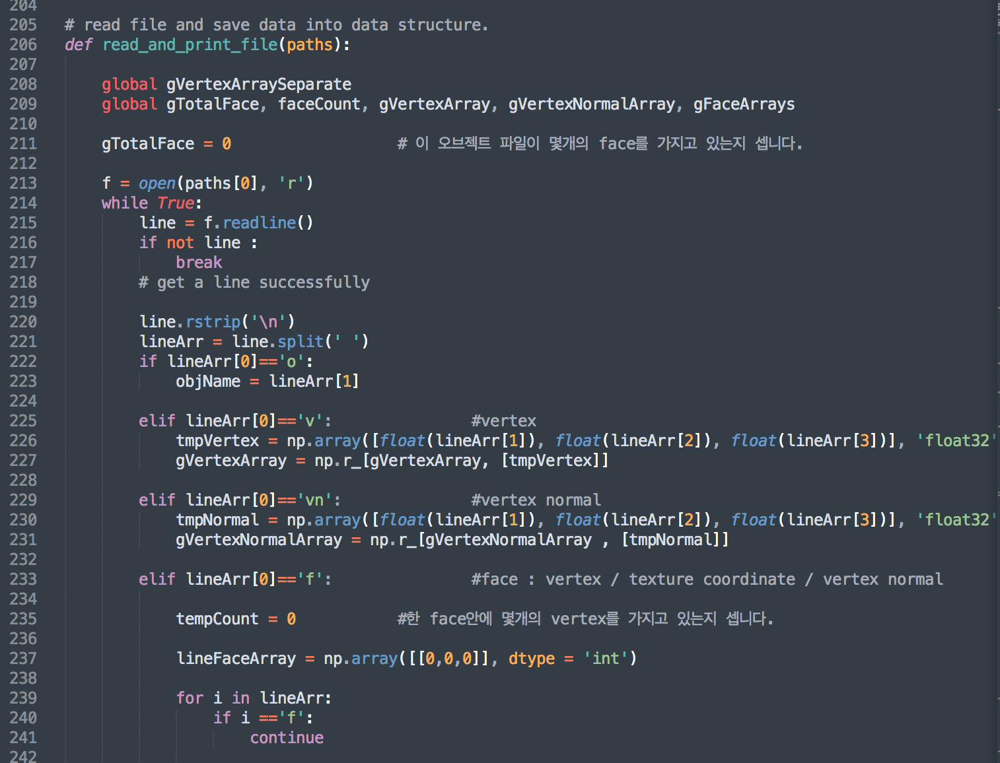 204
205 # read file and save data into data structure.
206 def read_and_print_file(paths):
207
208 global gVertexArraySeparate
209 global gTotalFace, faceCount, gVertexArray, gVertexNormalArray, gFaceArrays
210
211 gTotalFace = 0 # 이 오브젝트 파일이 몇개의 face를 가지고 있는지 셉니다.
212
213 f = open(paths[0], 'r')
214 while True:
215 line = f.readline()
216 if not line :
217 break
218 # get a line successfully
219
220 line.rstrip('\n')
221 lineArr = line.split(' ')
222 if lineArr[0]=='o':
223 objName = lineArr[1]
224
225 elif lineArr[0]=='v': #vertex
226 tmpVertex = np.array([float(lineArr[1]), float(lineArr[2]), float(lineArr[3])], 'float32'
227 gVertexArray = np.r_[gVertexArray, [tmpVertex]]
228
229 elif lineArr[0]=='vn': #vertex normal
230 tmpNormal = np.array([float(lineArr[1]), float(lineArr[2]), float(lineArr[3])], 'float32'
231 gVertexNormalArray = np.r_[gVertexNormalArray , [tmpNormal]]
232
233 elif lineArr[0]=='f': #face : vertex / texture coordinate / vertex normal
234
235 tempCount = 0 #한 face안에 몇개의 vertex를 가지고 있는지 셉니다.
236
237 lineFaceArray = np.array([[0,0,0]], dtype = 'int')
238
239 for i in lineArr:
240 if i =='f':
241 continue
242